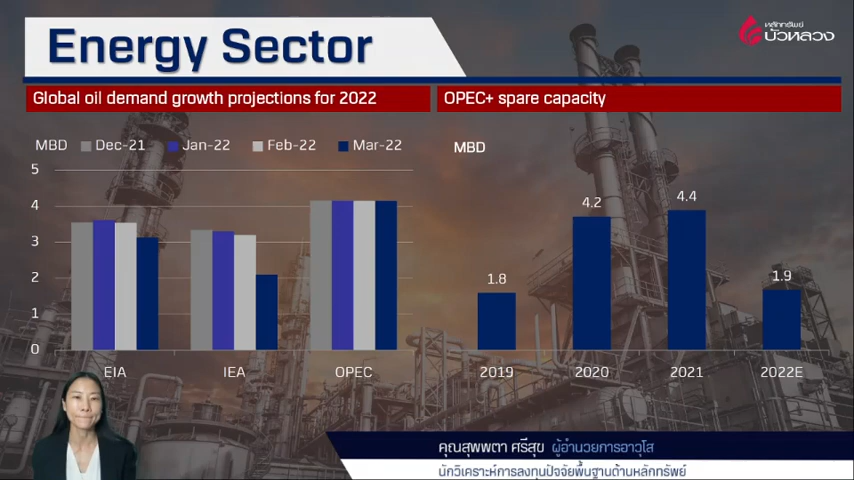 Energy Sector
หลักทรัพย์
บัวหลวง
Global oil demand growth projections for 2022
OPEC+ spare capacity
MBD Dec-21 Jan-22 Feb-22 Mar-22
5
4
3
2
1
0
EIA IEA OPEC
MBD
1.8 4.2 4.4 1.9
2019 2020 2021 2022E
คุณสุพพตา ศรีสุข ผู้อำนวยการอาวุโส
นักวิเคราะห์การลงทุนปัจจัยพื้นฐานด้านหลักทรัพย์